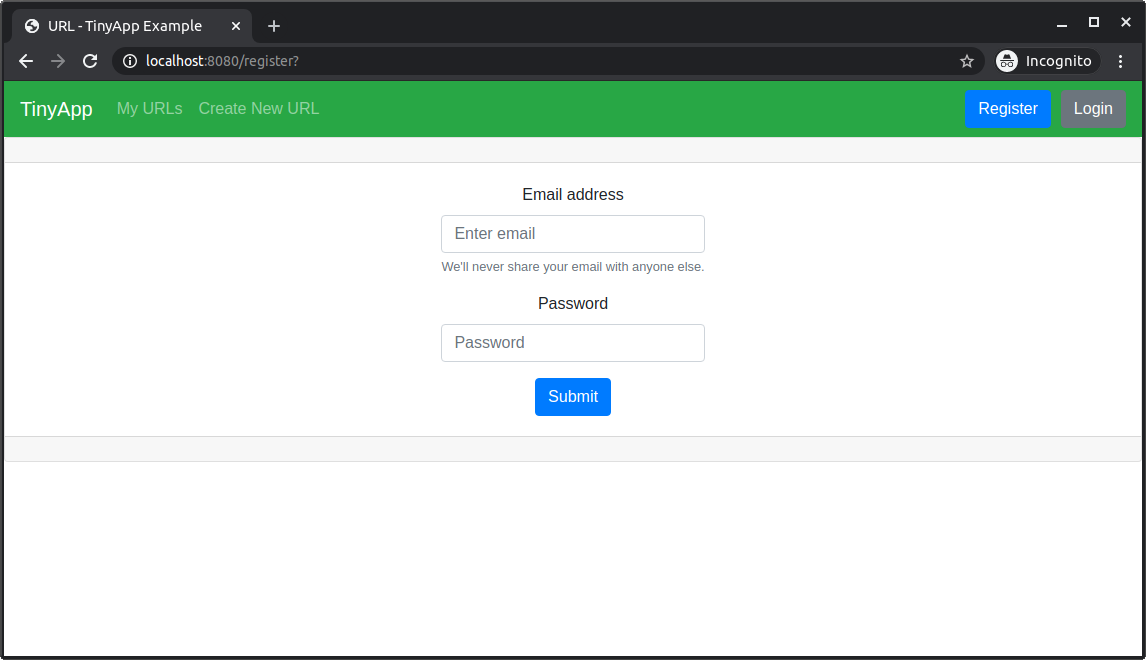 URL - TinyApp Example
localhost:8080/register?
Incognito
TinyApp My URLs Create New URL Register Login
Email address
Enter email
We'll never share your email with anyone else.
Password
Password
Submit